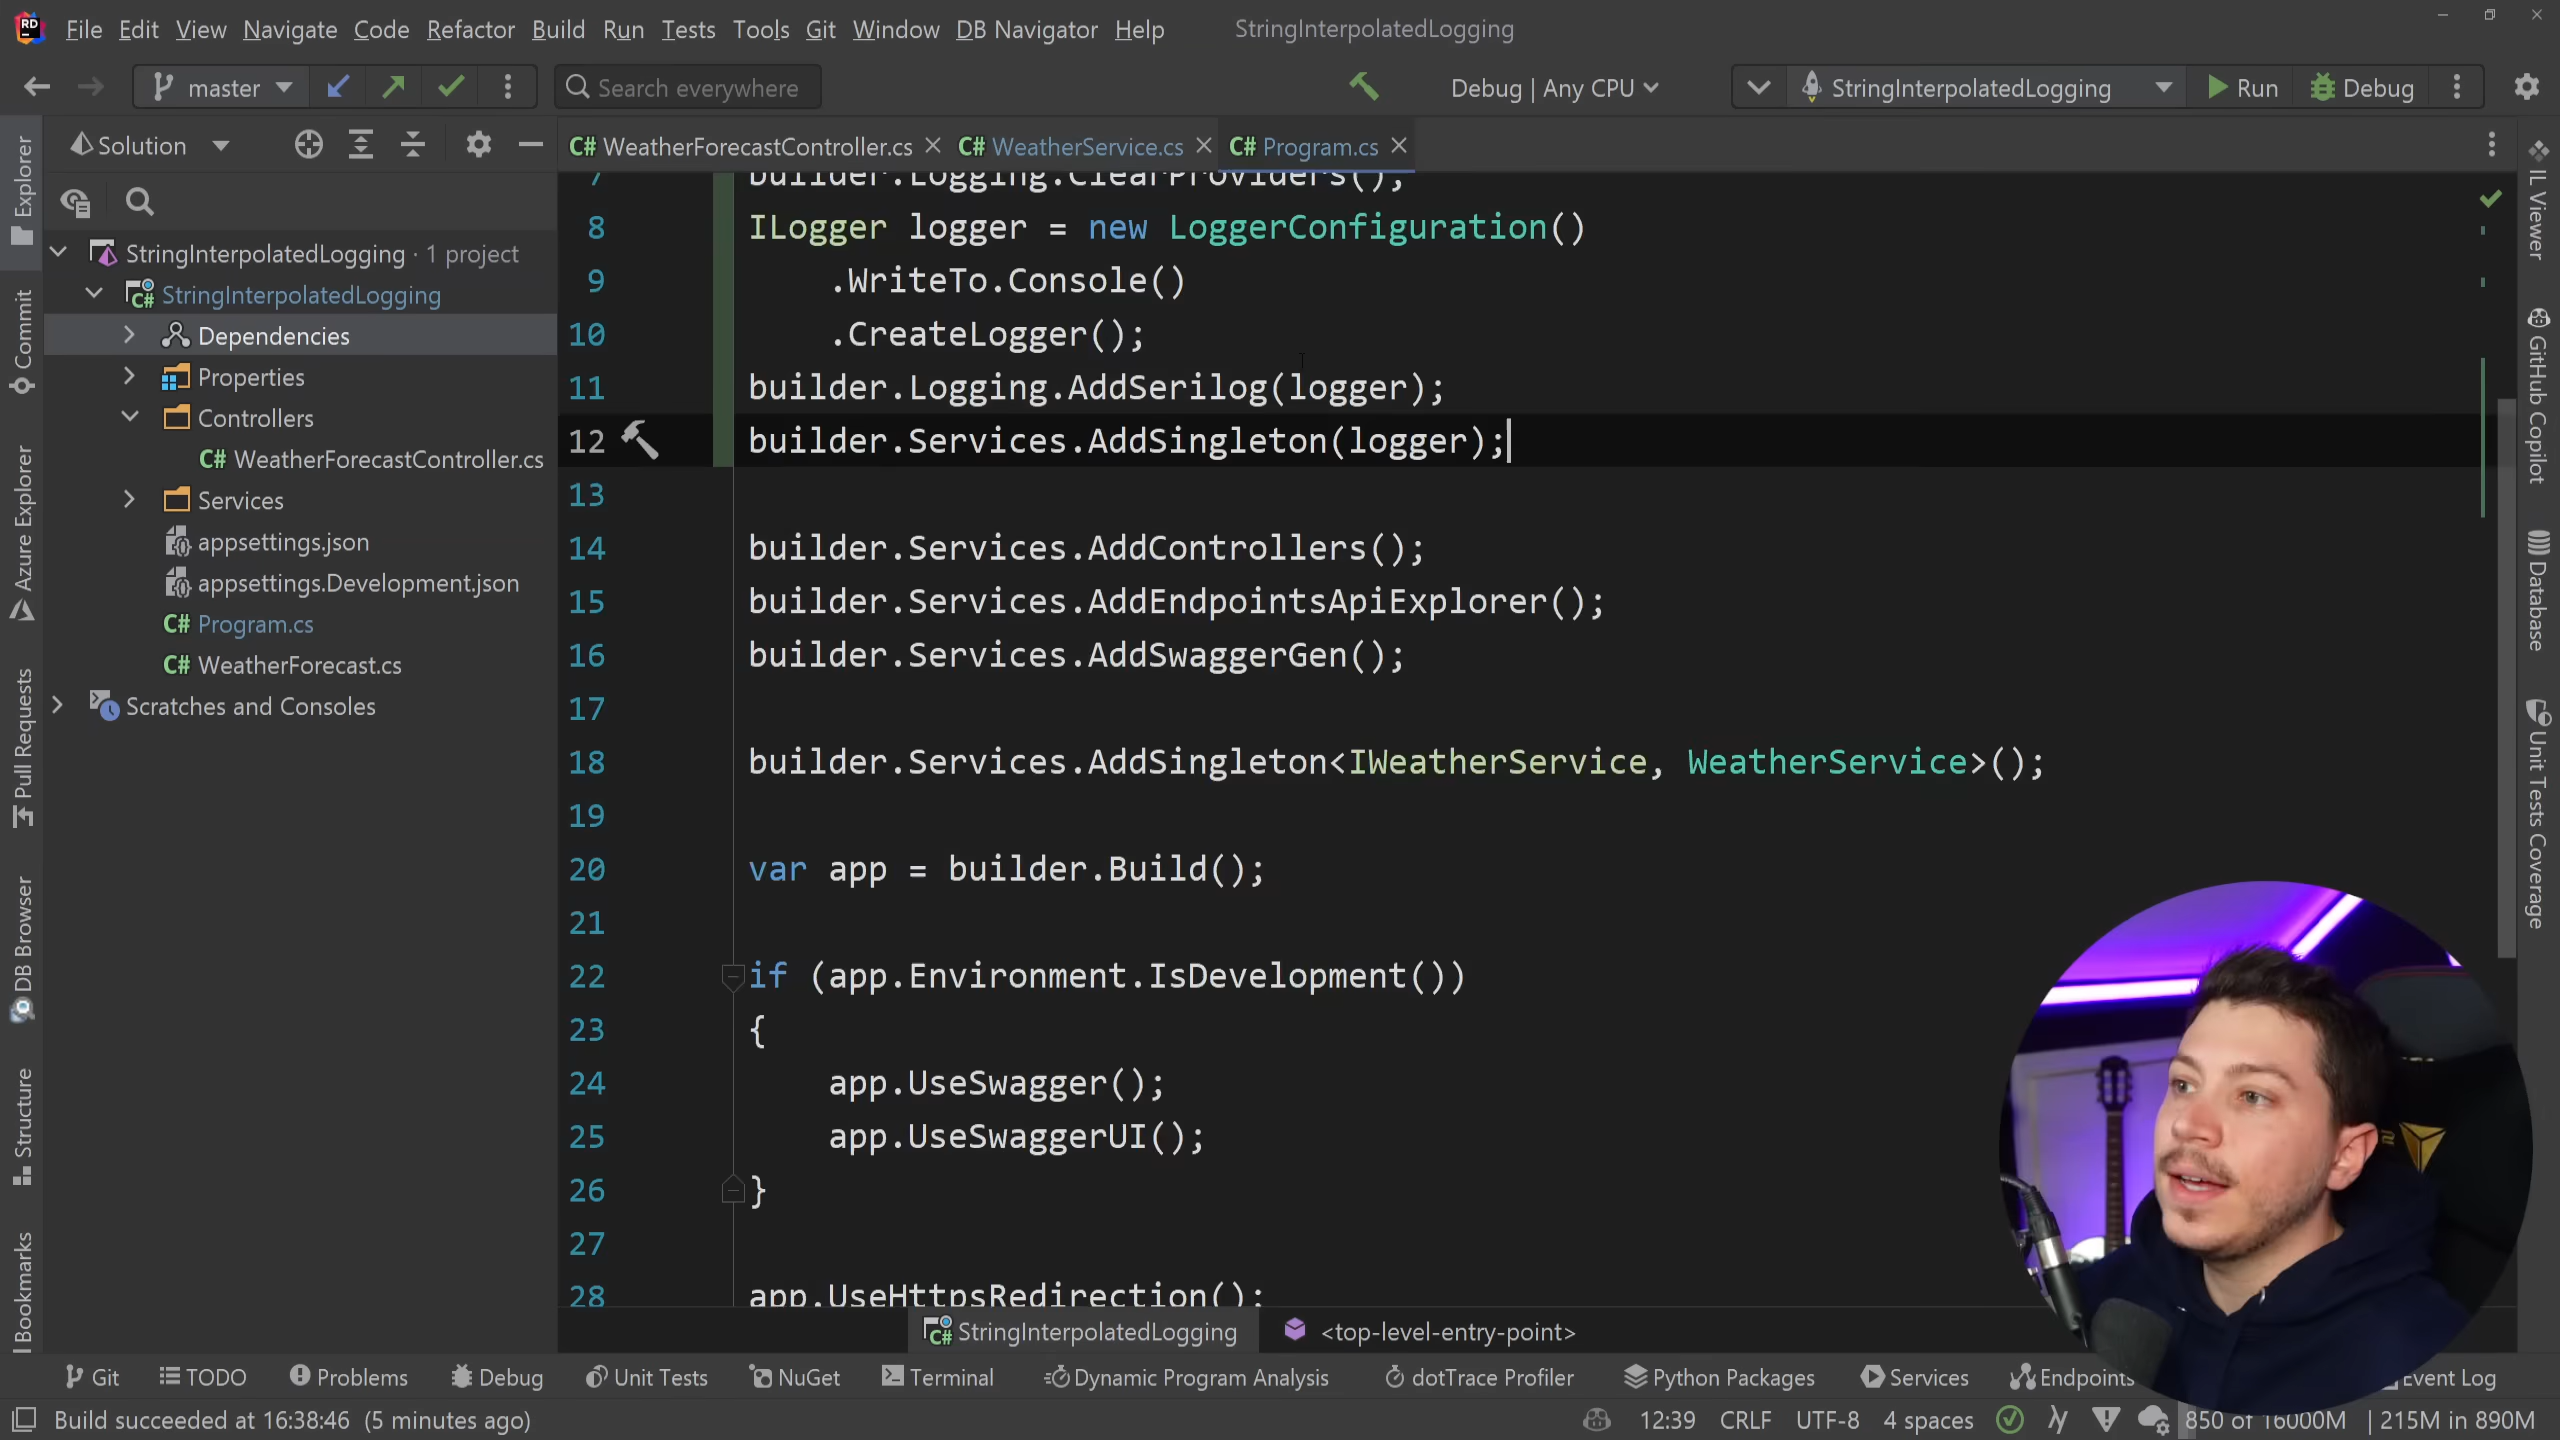 File Edit View Navigate Code Refactor Build Run Tests Tools Git Window DB Navigator Help StringInterpolatedLogging
master Search everywhere Debug | Any CPU StringInterpolatedLogging Run Debug
Solution
C# WeatherForecastController.cs C# WeatherService.cs C# Program.cs
StringInterpolatedLogging · 1 project
StringInterpolatedLogging
Dependencies
Properties
Controllers
C# WeatherForecastController.cs
Services
appsettings.json
appsettings.Development.json
C# Program.cs
C# WeatherForecast.cs
Scratches and Consoles
7 builder.Logging.ClearProviders();
8 ILogger logger = new LoggerConfiguration()
9 .WriteTo.Console()
10 .CreateLogger();
11 builder.Logging.AddSerilog(logger);
12 builder.Services.AddSingleton(logger);
13
14 builder.Services.AddControllers();
15 builder.Services.AddEndpointsApiExplorer();
16 builder.Services.AddSwaggerGen();
17
18 builder.Services.AddSingleton<IWeatherService, WeatherService>();
19
20 var app = builder.Build();
21
22 if (app.Environment.IsDevelopment())
23 {
24 app.UseSwagger();
25 app.UseSwaggerUI();
26 }
27
28 app.UseHttpsRedirection();
Explorer
Commit
Azure Explorer
Pull Requests
DB Browser
Structure
Bookmarks
IL Viewer
GitHub Copilot
Database
Unit Tests Coverage
StringInterpolatedLogging <top-level-entry-point>
Git TODO Problems Debug Unit Tests NuGet Terminal Dynamic Program Analysis dotTrace Profiler Python Packages Services Endpoints Event Log
Build succeeded at 16:38:46 (5 minutes ago) 12:39 CRLF UTF-8 4 spaces 850 of 16000M 215M in 890M